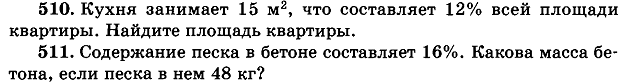 510. Кухня занимает 15 м², что составляет 12% всей площади
квартиры. Найдите площадь квартиры.
511. Содержание песка в бетоне составляет 16%. Какова масса бе-
тона, если песка в нем 48 кг?